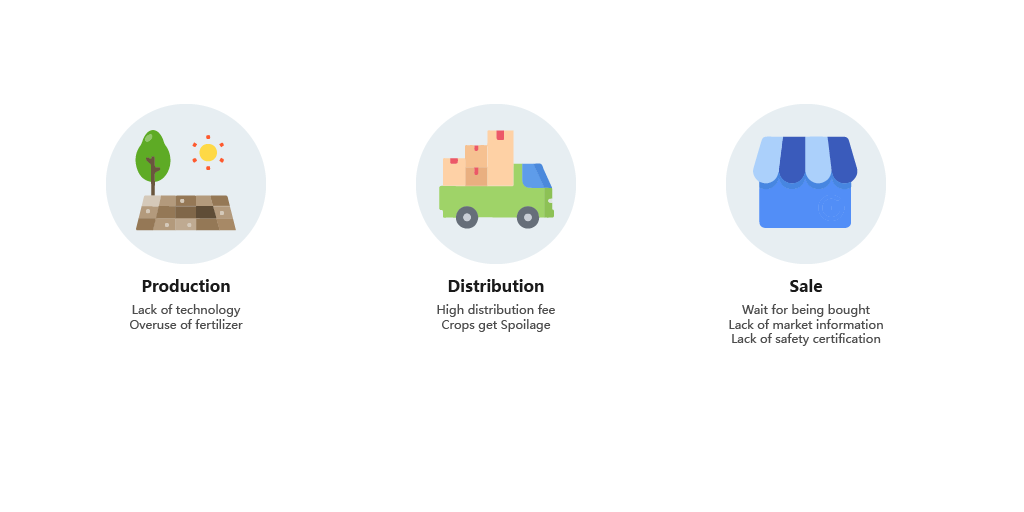 Production
Lack of technology
Overuse of fertilizer
Distribution
High distribution fee
Crops get Spoilage
Sale
Wait for being bought
Lack of market information
Lack of safety certification